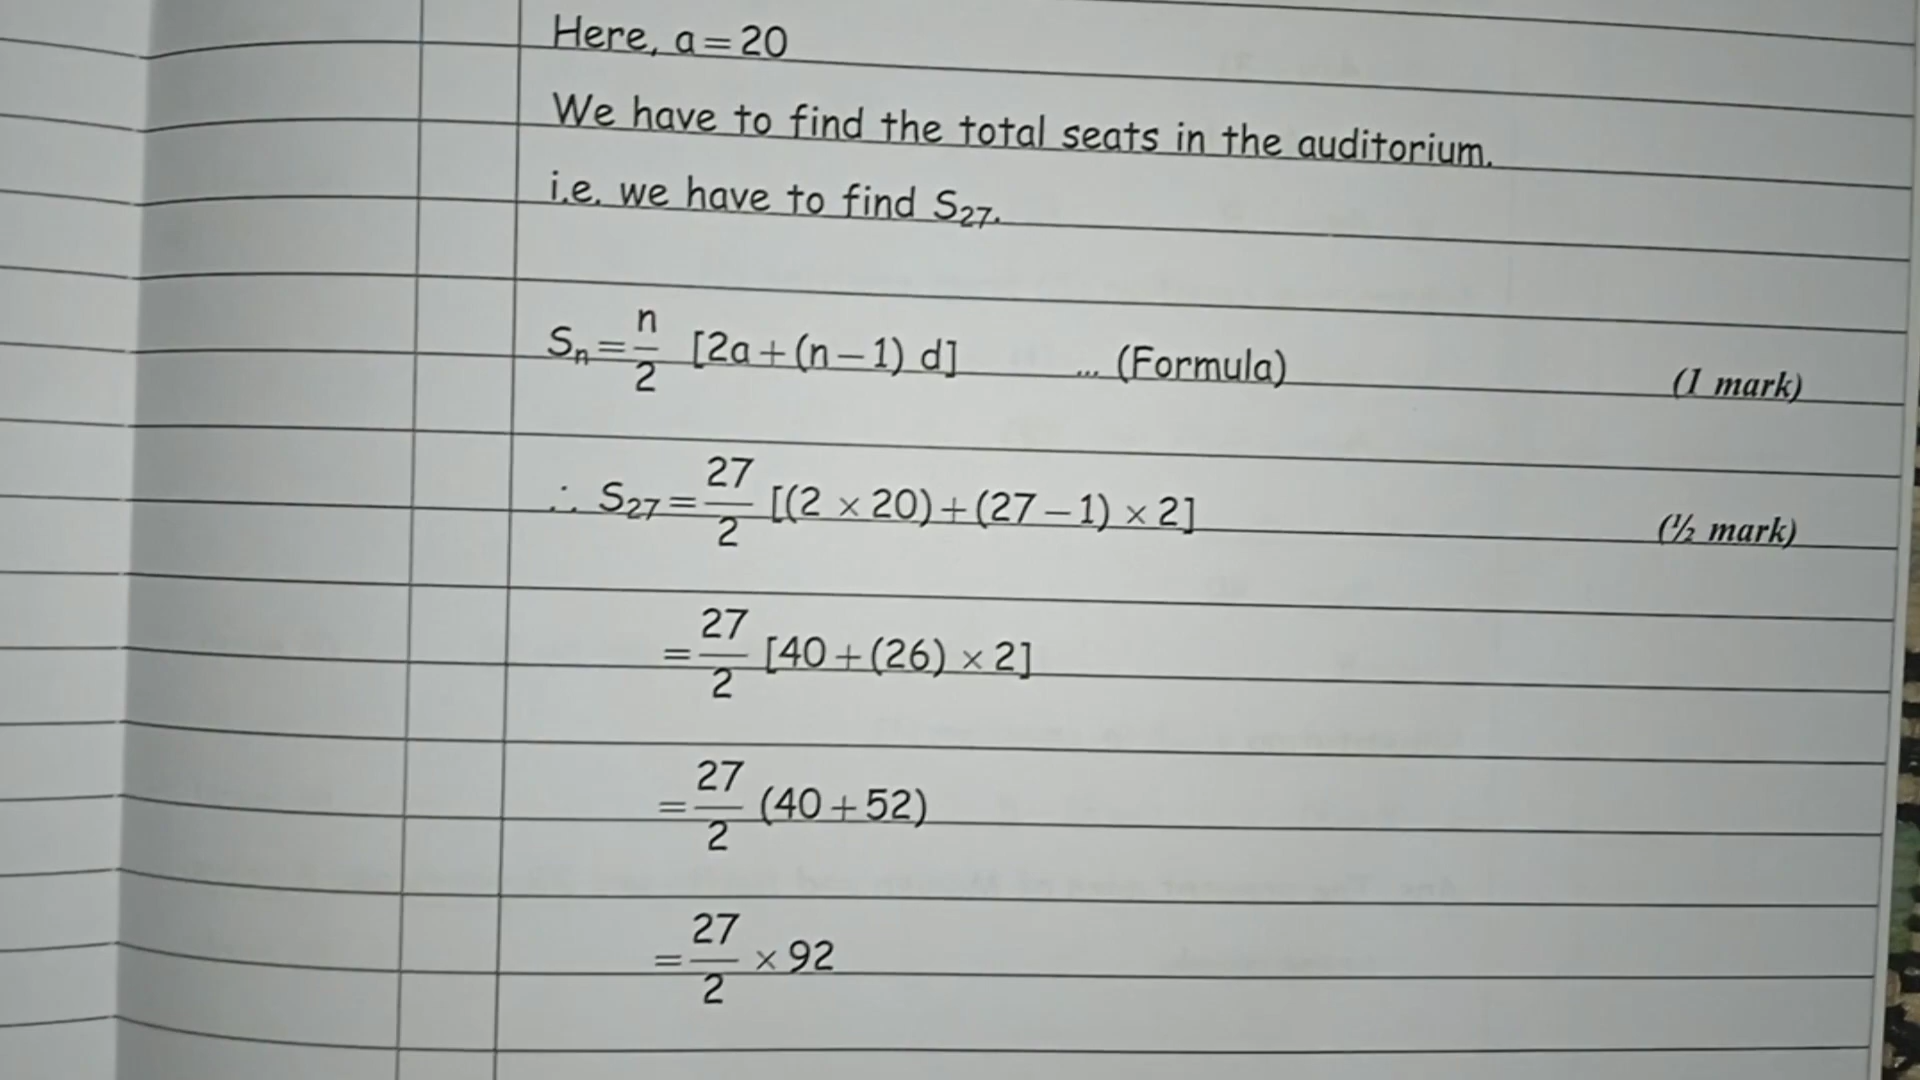 Here, a = 20
We have to find the total seats in the auditorium.
i.e. we have to find S₂₇.
Sₙ = n/2 [2a + (n – 1) d] ... (Formula) (1 mark)
∴ S₂₇ = 27/2 [(2 × 20) + (27 – 1) × 2] (½ mark)
= 27/2 [40 + (26) × 2]
= 27/2 (40 + 52)
= 27/2 × 92